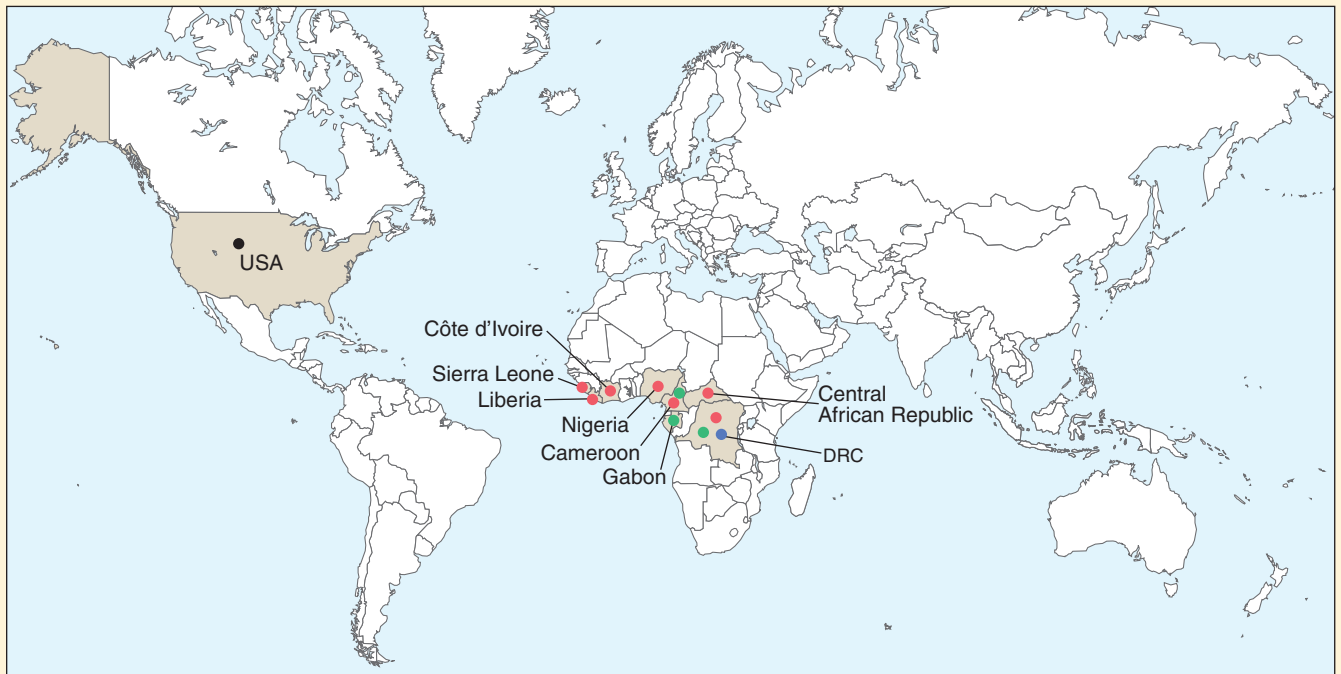 USA
Côte d'Ivoire
Sierra Leone
Liberia
Nigeria
Cameroon
Gabon
Central
African Republic
DRC